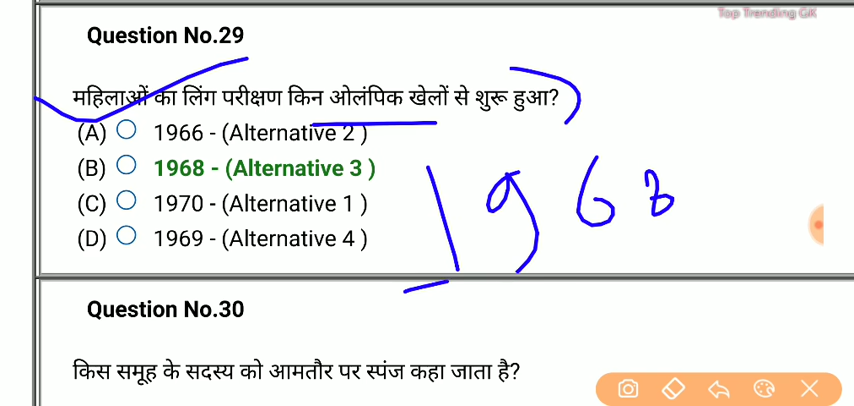 Top Trending GK
Question No.29
महिलाओं का लिंग परीक्षण किन ओलंपिक खेलों से शुरू हुआ?
(A) 1966 - (Alternative 2 )
(B) 1968 - (Alternative 3 )
(C) 1970 - (Alternative 1 )
(D) 1969 - (Alternative 4 )
1968
Question No.30
किस समूह के सदस्य को आमतौर पर स्पंज कहा जाता है?